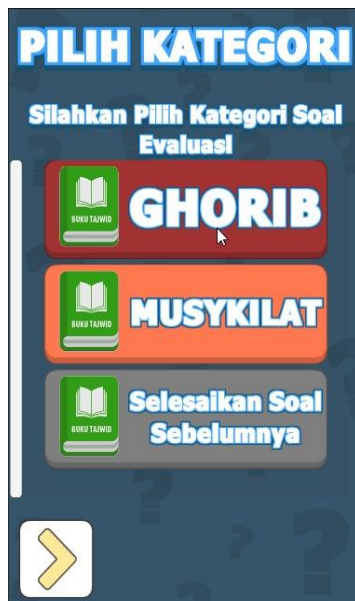 PILIH KATEGORI
Silahkan Pilih Kategori Soal
Evaluasi
BUKU TAJWID
GHORIB
BUKU TAJWID
MUSYKILAT
BUKU TAJWID
Selesaikan Soal
Sebelumnya